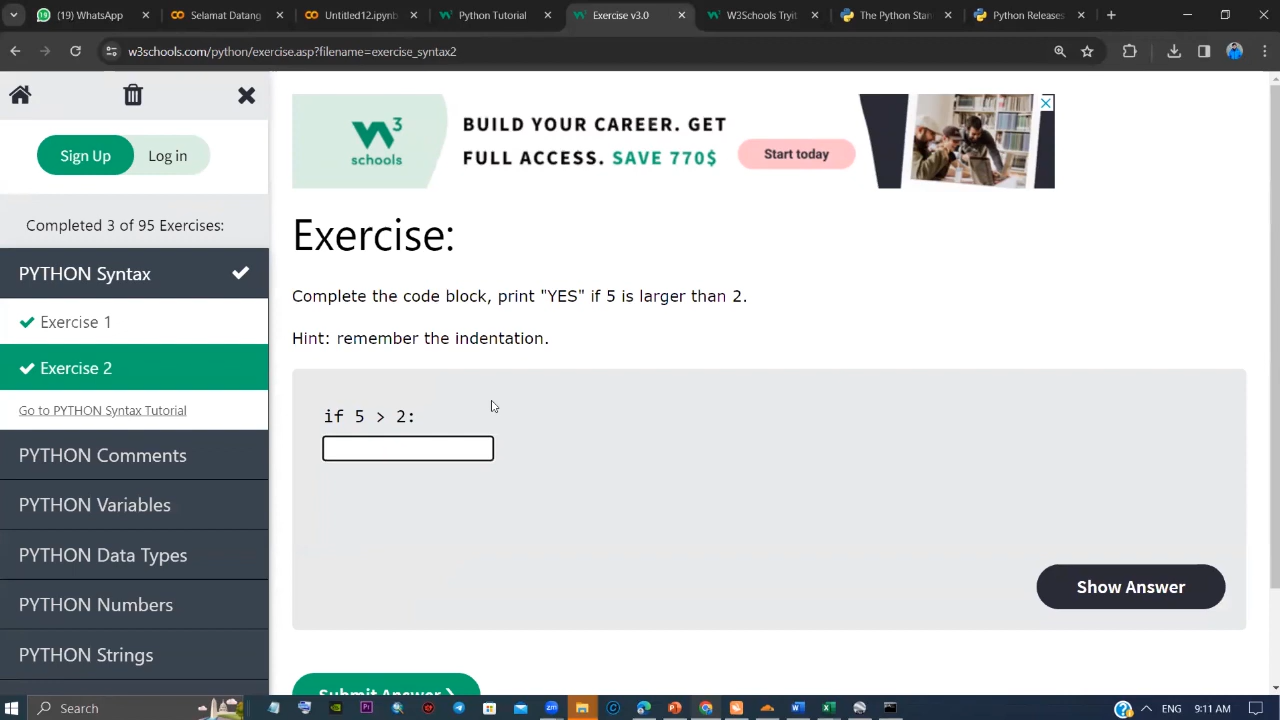 (19) WhatsApp
Selamat Datang
Untitled12.ipynb
Python Tutorial
Exercise v3.0
W3Schools Tryit
The Python Stan
Python Releases
w3schools.com/python/exercise.asp?filename=exercise_syntax2
Sign Up
Log in
W3 schools
BUILD YOUR CAREER. GET
FULL ACCESS. SAVE 770$
Start today
Completed 3 of 95 Exercises:
PYTHON Syntax
Exercise 1
Exercise 2
Go to PYTHON Syntax Tutorial
PYTHON Comments
PYTHON Variables
PYTHON Data Types
PYTHON Numbers
PYTHON Strings
Exercise:
Complete the code block, print "YES" if 5 is larger than 2.
Hint: remember the indentation.
if 5 > 2:
Show Answer
Submit Answer ❯
Search
ENG
9:11 AM